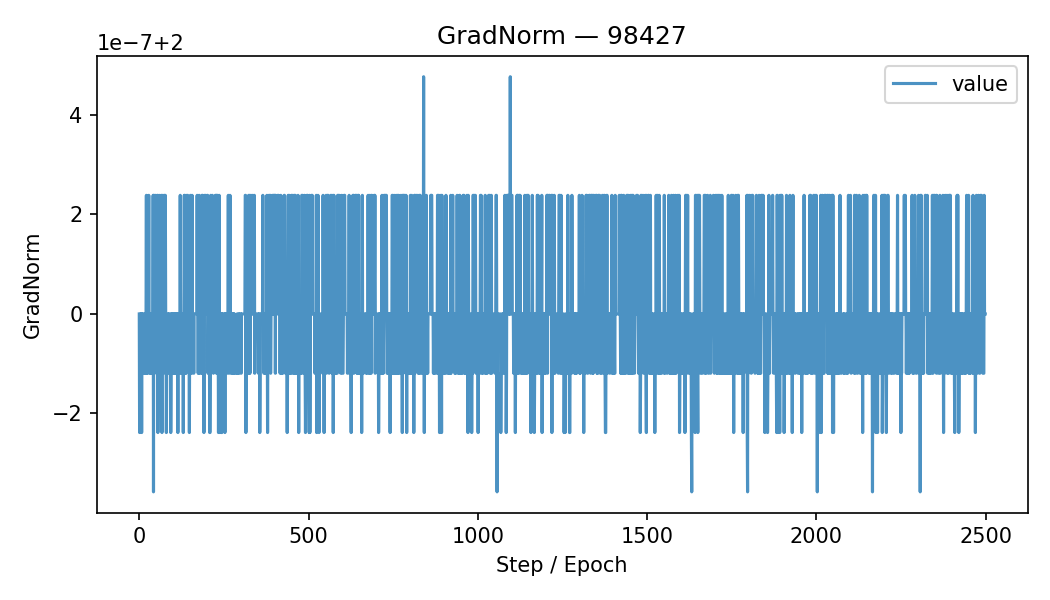 GradNorm — 98427
1e−7+2
value
4
2
0
−2
GradNorm
0 500 1000 1500 2000 2500
Step / Epoch